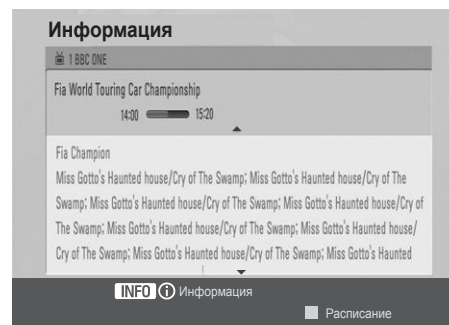 Информация
1 BBC ONE
Fia World Touring Car Championship
14:00 15:20
Fia Champion
Miss Gotto's Haunted house/Cry of The Swamp; Miss Gotto's Haunted house/Cry of The
Swamp; Miss Gotto's Haunted house/Cry of The Swamp; Miss Gotto's Haunted house/Cry of
The Swamp; Miss Gotto's Haunted house/Cry of The Swamp; Miss Gotto's Haunted house/
Cry of The Swamp; Miss Gotto's Haunted house/Cry of The Swamp; Miss Gotto's Haunted
INFO i Информация
Расписание